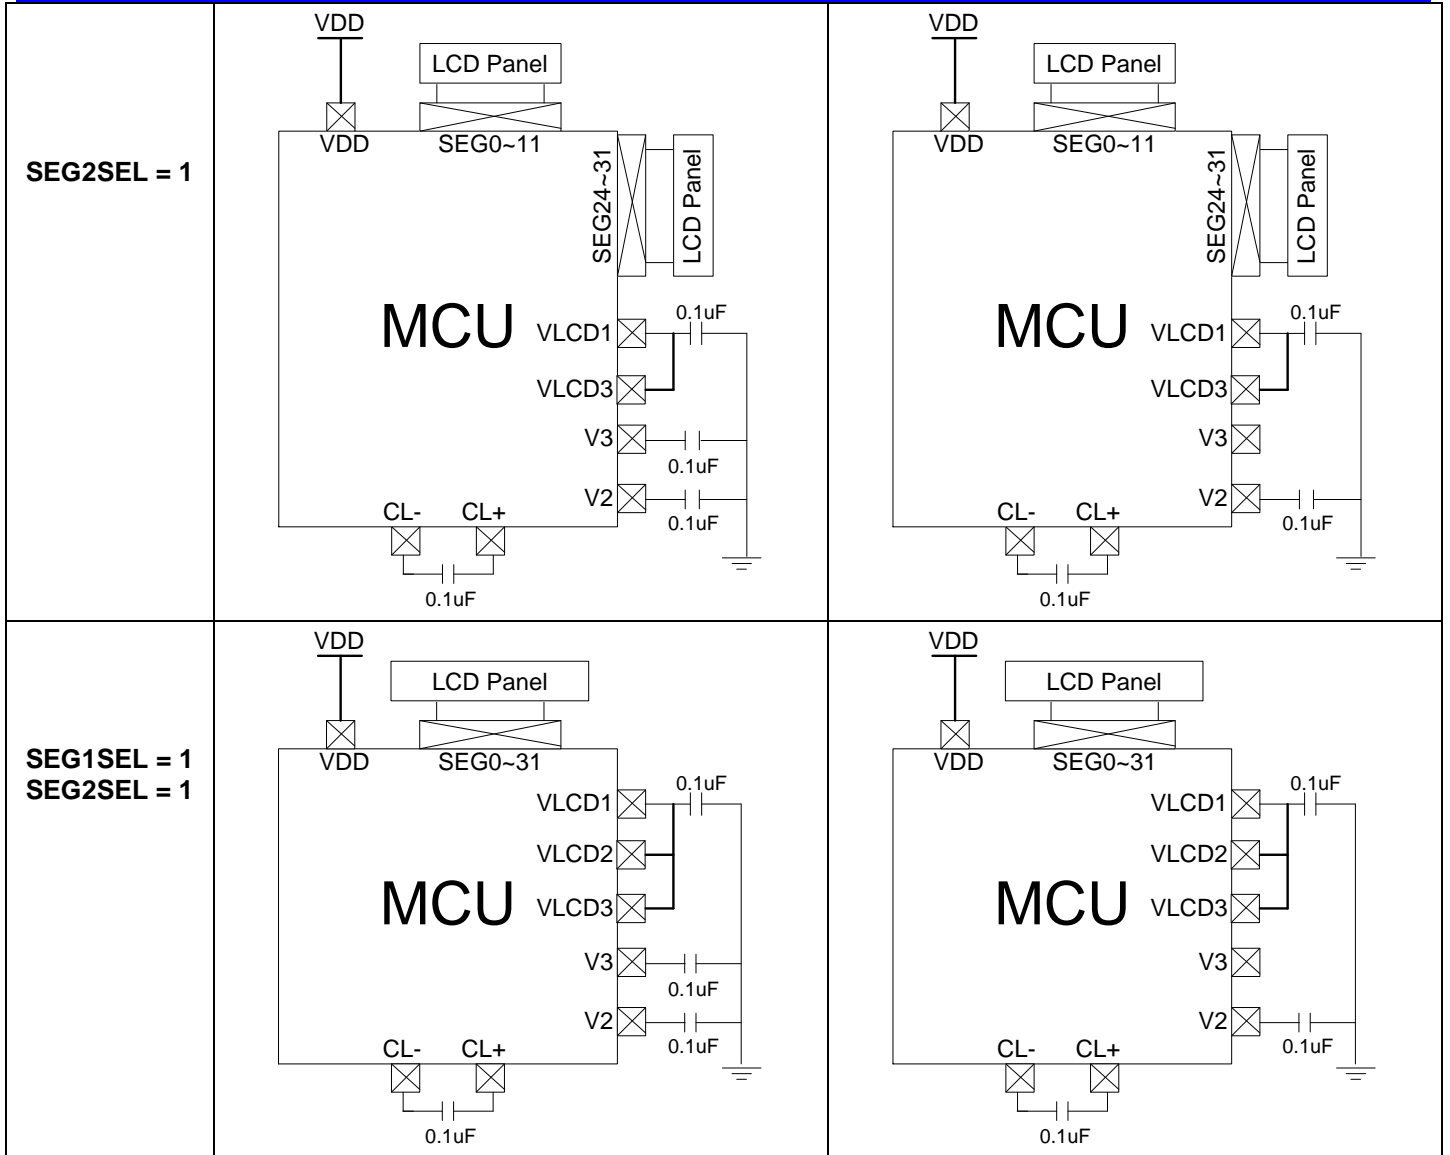 SEG2SEL = 1
VDD
LCD Panel
VDD
SEG0~11
SEG24~31
LCD Panel
MCU
VLCD1
0.1uF
VLCD3
V3
0.1uF
V2
0.1uF
CL-
CL+
0.1uF
VDD
LCD Panel
VDD
SEG0~11
SEG24~31
LCD Panel
MCU
VLCD1
0.1uF
VLCD3
V3
V2
0.1uF
CL-
CL+
0.1uF
SEG1SEL = 1
SEG2SEL = 1
VDD
LCD Panel
VDD
SEG0~31
MCU
VLCD1
0.1uF
VLCD2
VLCD3
V3
0.1uF
V2
0.1uF
CL-
CL+
0.1uF
VDD
LCD Panel
VDD
SEG0~31
MCU
VLCD1
0.1uF
VLCD2
VLCD3
V3
V2
0.1uF
CL-
CL+
0.1uF